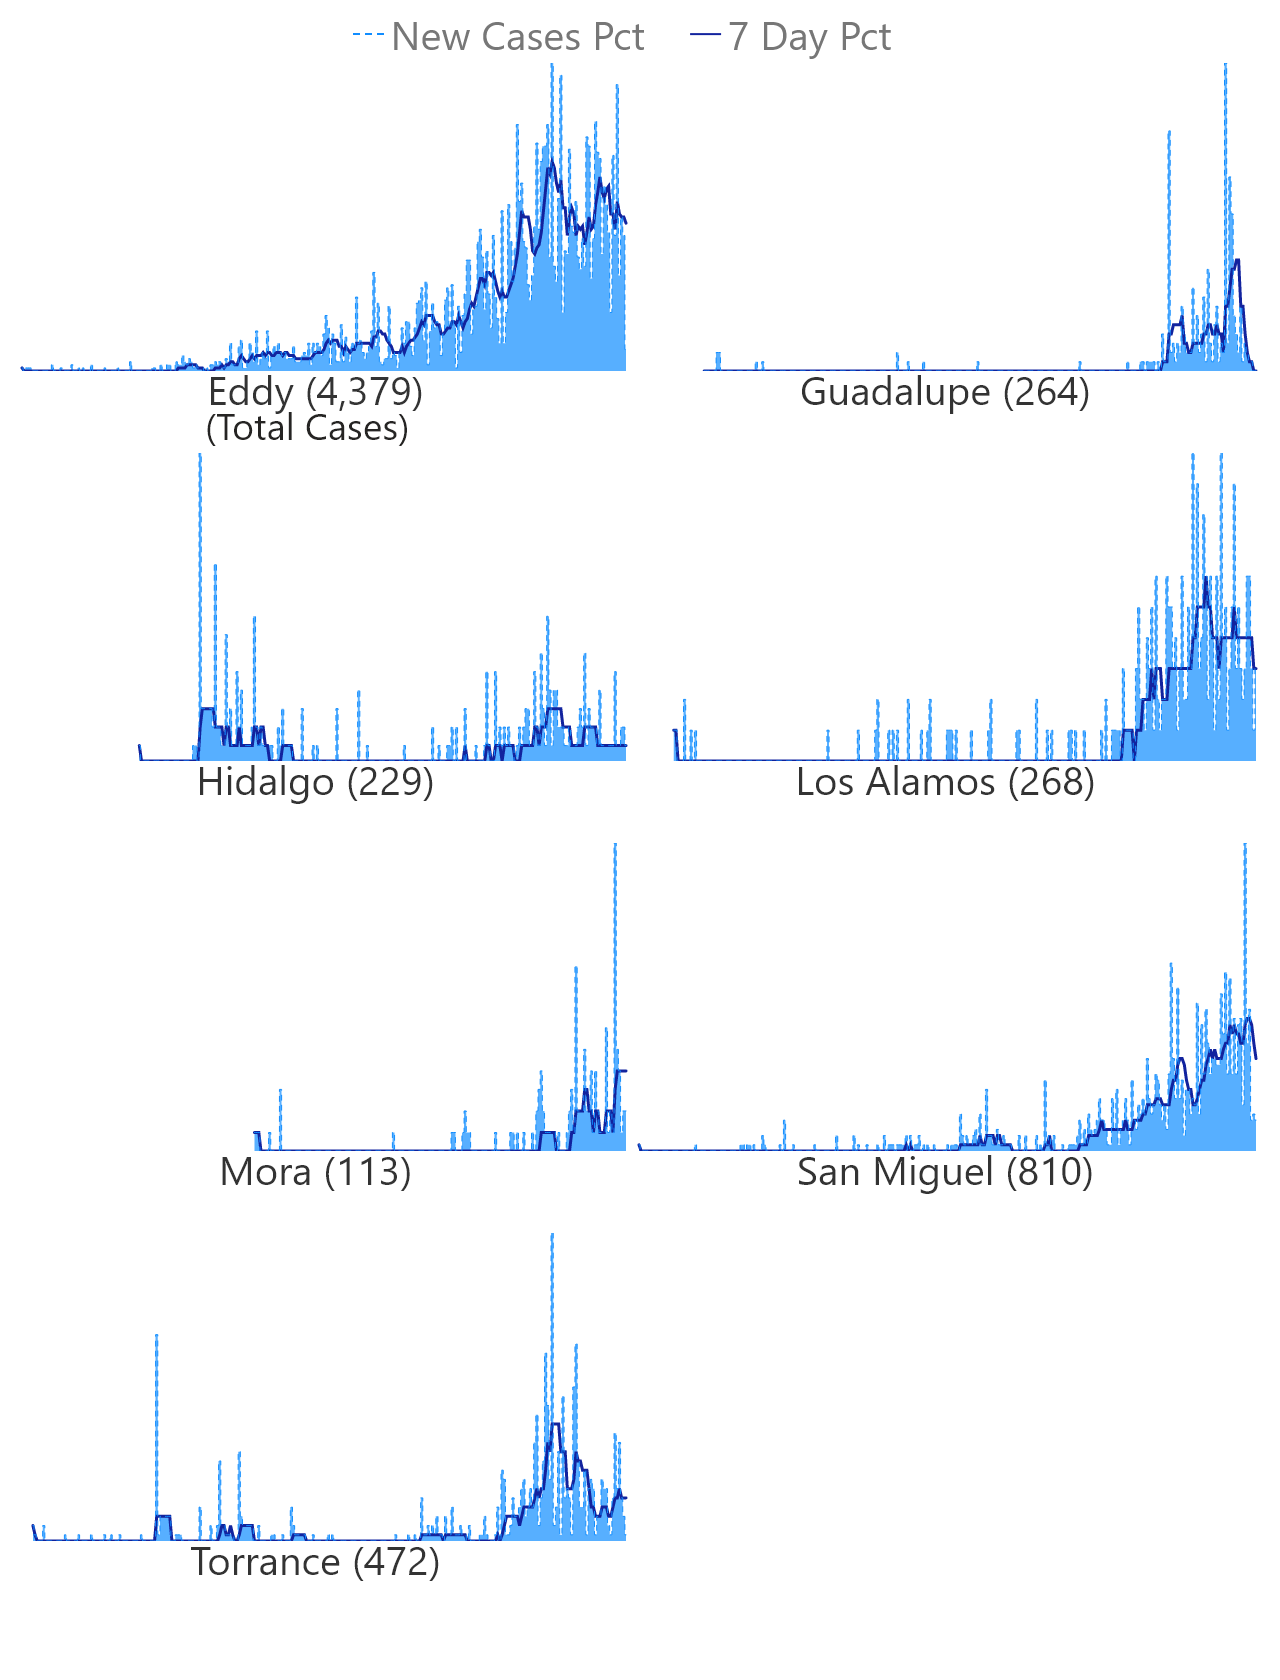 New Cases Pct 7 Day Pct
Eddy (4,379)
(Total Cases)
Guadalupe (264)
Hidalgo (229)
Los Alamos (268)
Mora (113)
San Miguel (810)
Torrance (472)